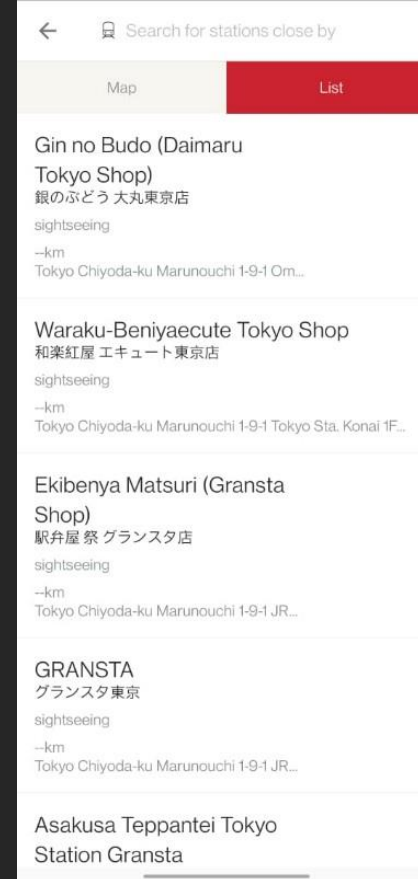 Search for stations close by
Map
List
Gin no Budo (Daimaru
Tokyo Shop)
銀のぶどう 大丸東京店
sightseeing
--km
Tokyo Chiyoda-ku Marunouchi 1-9-1 Om...
Waraku-Beniyaecute Tokyo Shop
和楽紅屋 エキュート東京店
sightseeing
--km
Tokyo Chiyoda-ku Marunouchi 1-9-1 Tokyo Sta. Konai 1F...
Ekibenya Matsuri (Gransta
Shop)
駅弁屋 祭 グランスタ店
sightseeing
--km
Tokyo Chiyoda-ku Marunouchi 1-9-1 JR...
GRANSTA
グランスタ東京
sightseeing
--km
Tokyo Chiyoda-ku Marunouchi 1-9-1 JR...
Asakusa Teppantei Tokyo
Station Gransta